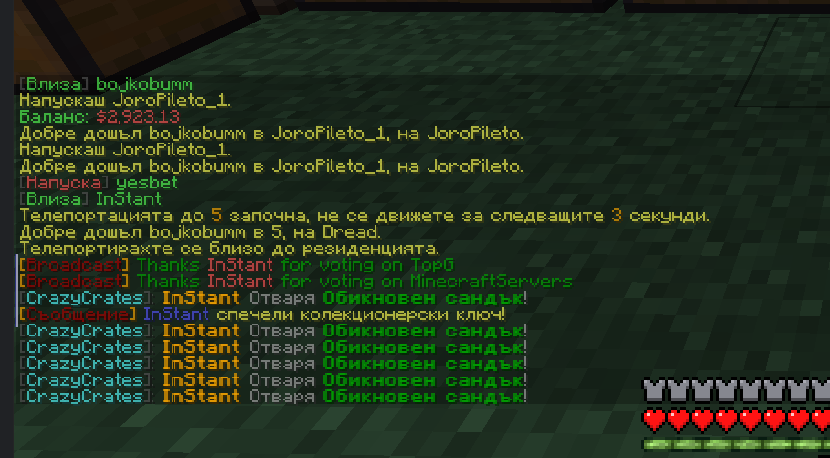 [Влиза] bojkobumm
Напускаш JoroPileto_1.
Баланс: $2,923.13
Добре дошъл bojkobumm в JoroPileto_1, на JoroPileto.
Напускаш JoroPileto_1.
Добре дошъл bojkobumm в JoroPileto_1, на JoroPileto.
[Напуска] yesbet
[Влиза] InStant
Телепортацията до 5 започна, не се движете за следващите 3 секунди.
Добре дошъл bojkobumm в 5, на Dread.
Телепортирахте се близо до резиденцията.
[Broadcast] Thanks InStant for voting on TopG
[Broadcast] Thanks InStant for voting on MinecraftServers
[CrazyCrates]: InStant Отваря Обикновен сандък!
[Съобщение] InStant спечели колекционерски ключ!
[CrazyCrates]: InStant Отваря Обикновен сандък!
[CrazyCrates]: InStant Отваря Обикновен сандък!
[CrazyCrates]: InStant Отваря Обикновен сандък!
[CrazyCrates]: InStant Отваря Обикновен сандък!
[CrazyCrates]: InStant Отваря Обикновен сандък!